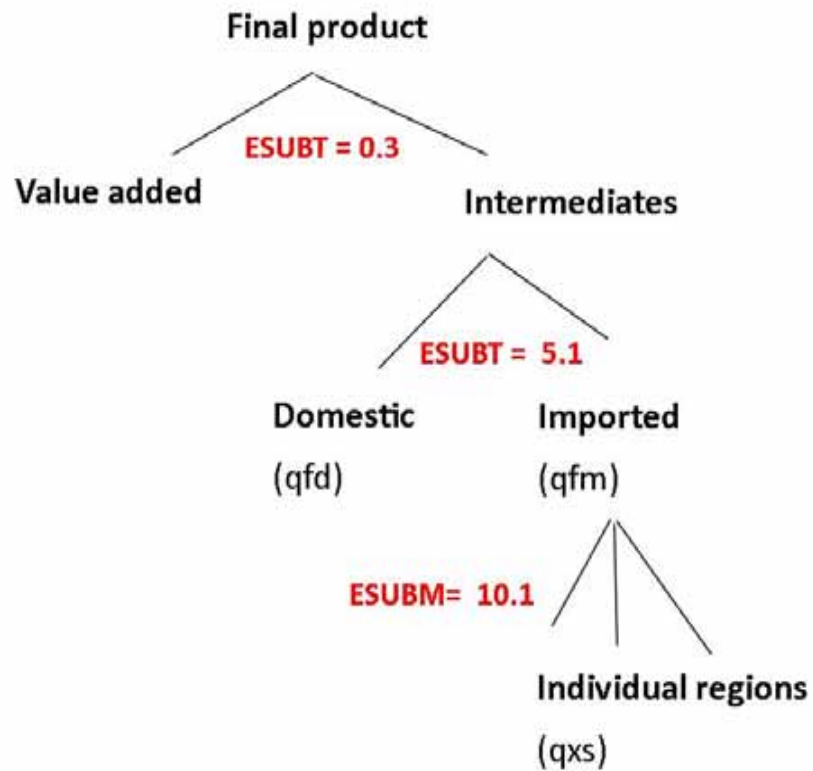 Final product
ESUBT = 0.3
Value added
Intermediates
ESUBT = 5.1
Domestic
Imported
(qfd)
(qfm)
ESUBM= 10.1
Individual regions
(qxs)